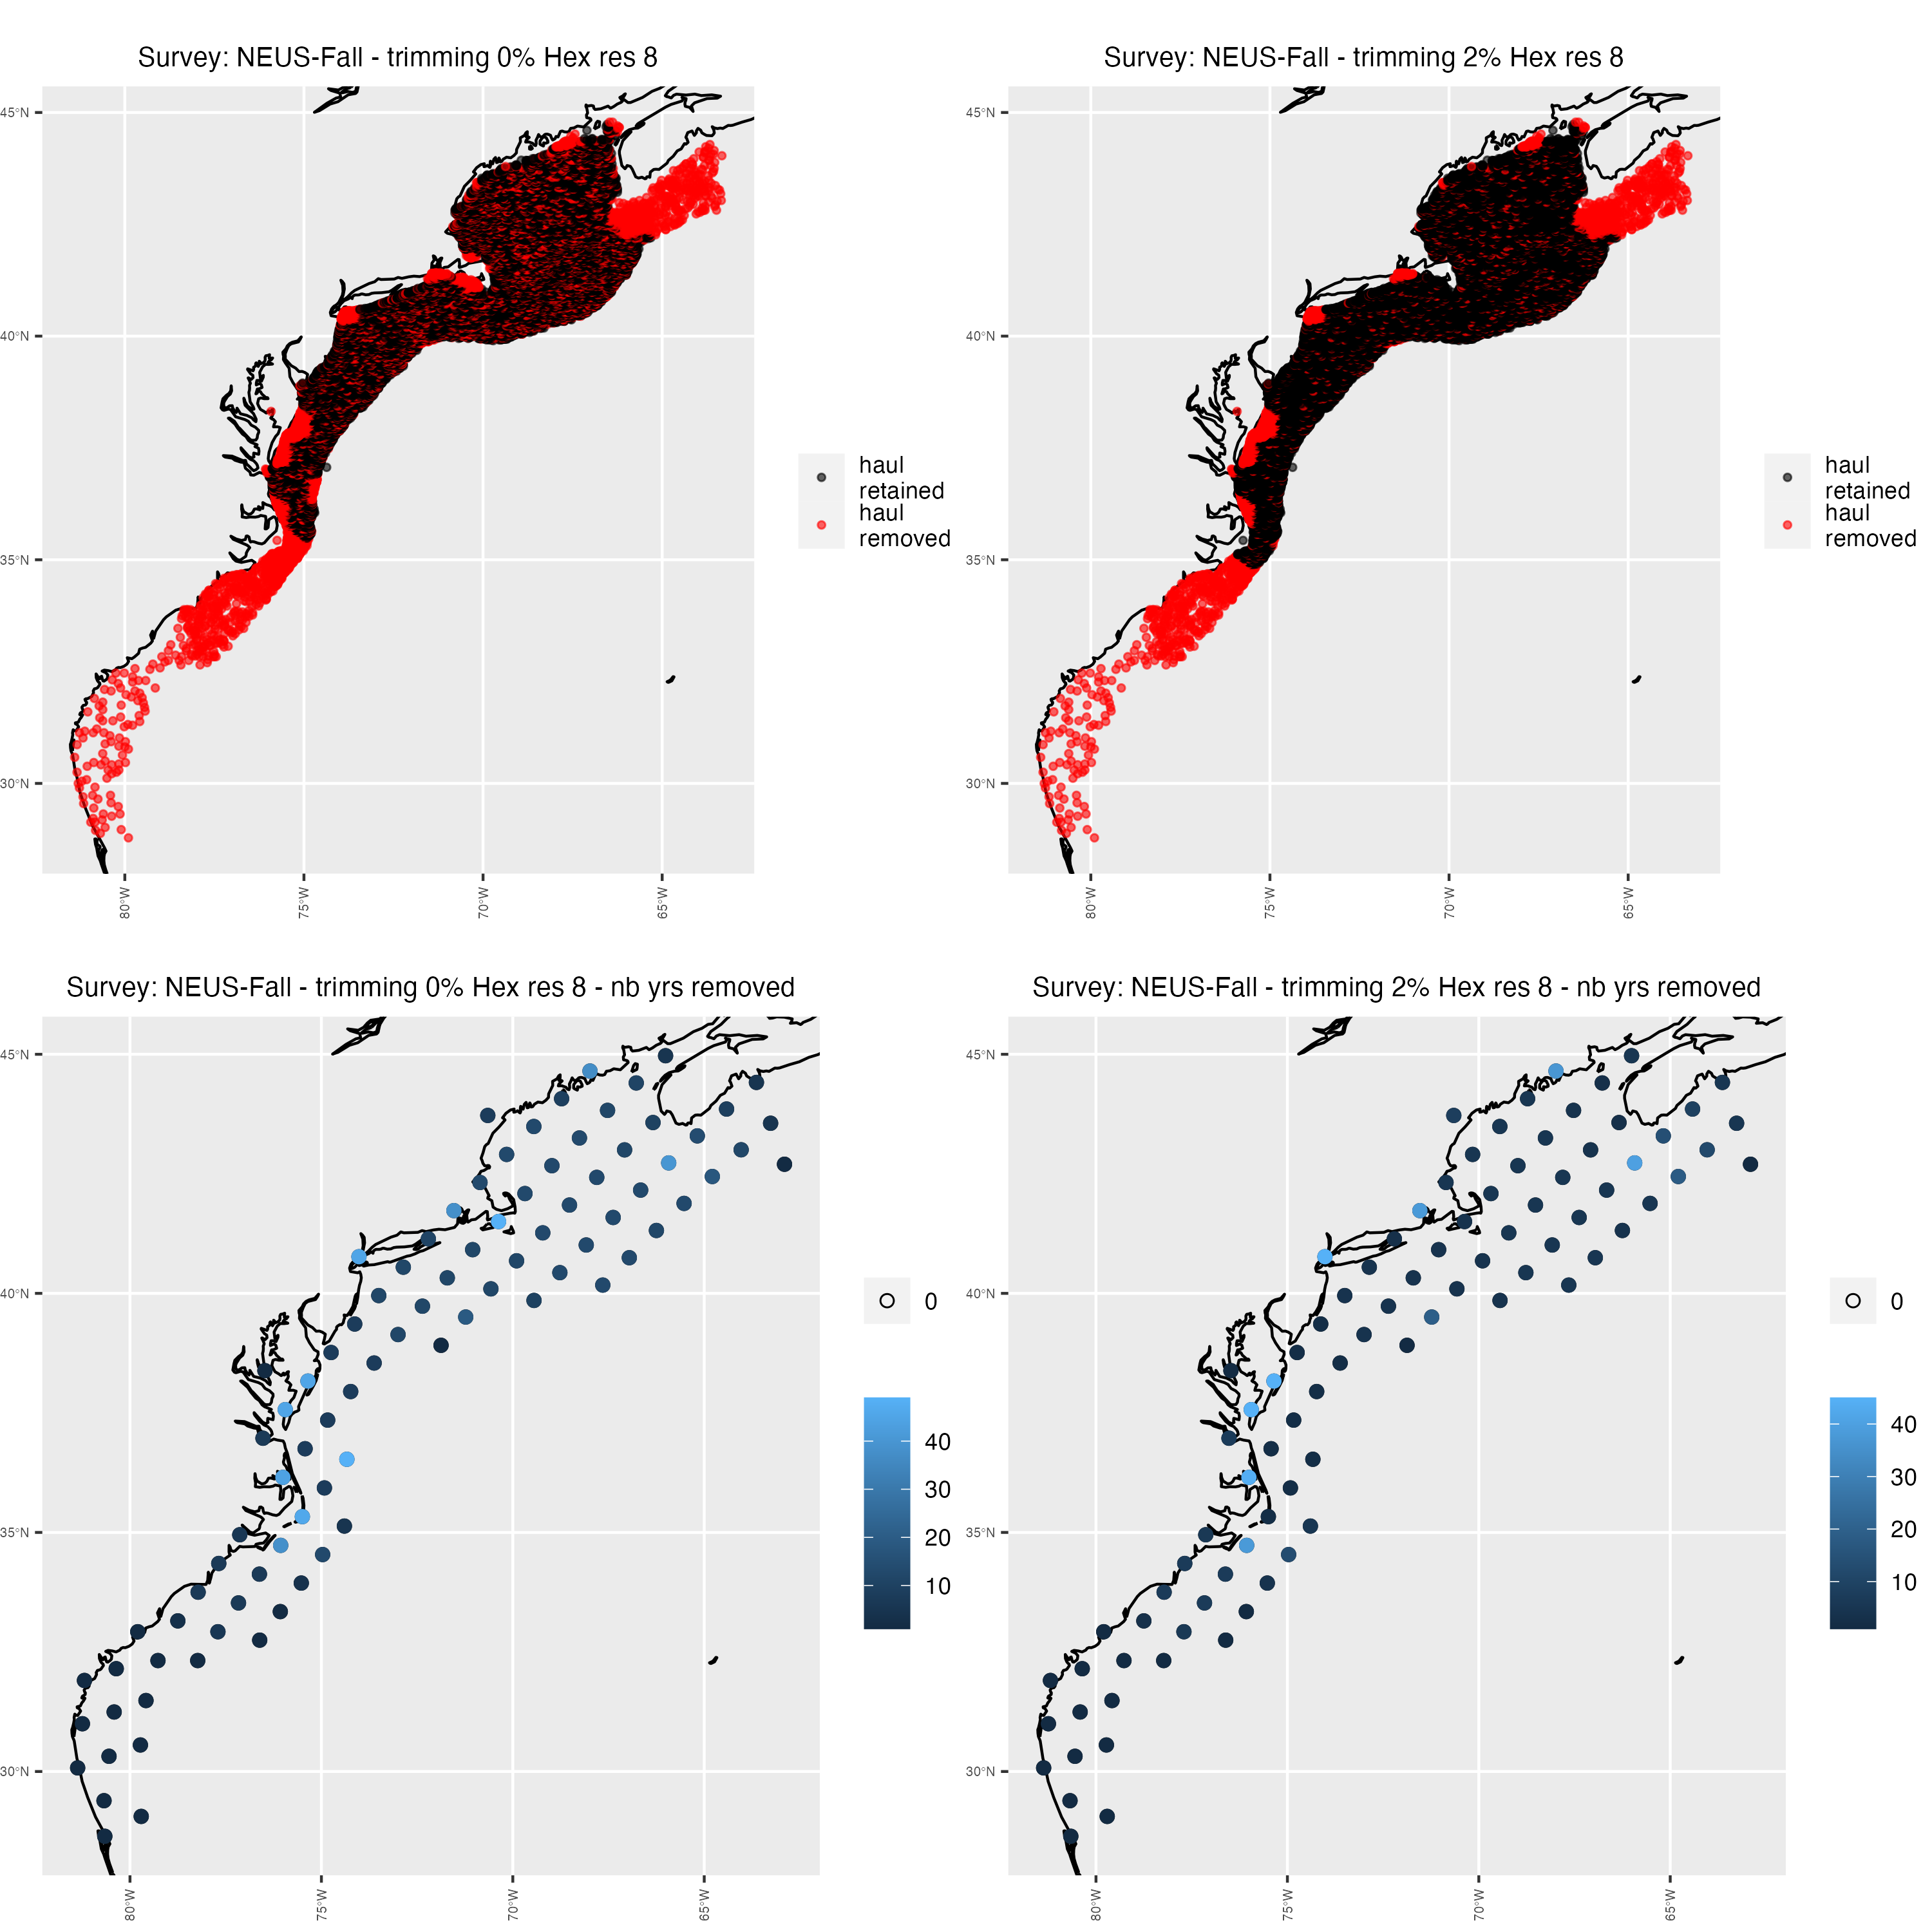 Survey: NEUS-Fall - trimming 0% Hex res 8
45°N
40°N
35°N
30°N
80°W
75°W
70°W
65°W
haul
retained
haul
removed
Survey: NEUS-Fall - trimming 2% Hex res 8
45°N
40°N
35°N
30°N
80°W
75°W
70°W
65°W
haul
retained
haul
removed
Survey: NEUS-Fall - trimming 0% Hex res 8 - nb yrs removed
45°N
40°N
35°N
30°N
80°W
75°W
70°W
65°W
0
40
30
20
10
Survey: NEUS-Fall - trimming 2% Hex res 8 - nb yrs removed
45°N
40°N
35°N
30°N
80°W
75°W
70°W
65°W
0
40
30
20
10